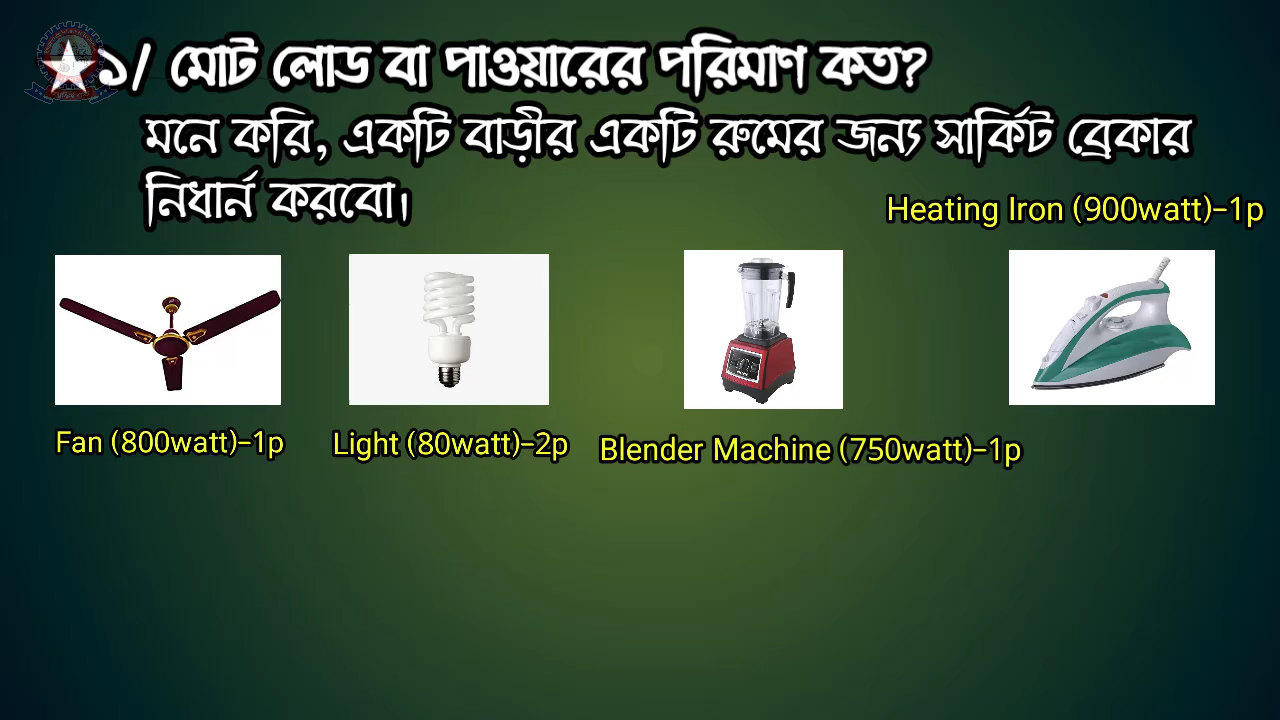 ১/ মোট লোড বা পাওয়ারের পরিমাণ কত?
মনে করি, একটি বাড়ীর একটি রুমের জন্য সার্কিট ব্রেকার
নিধার্ন করবো।
Heating Iron (900watt)-1p
Fan (800watt)-1p
Light (80watt)-2p
Blender Machine (750watt)-1p